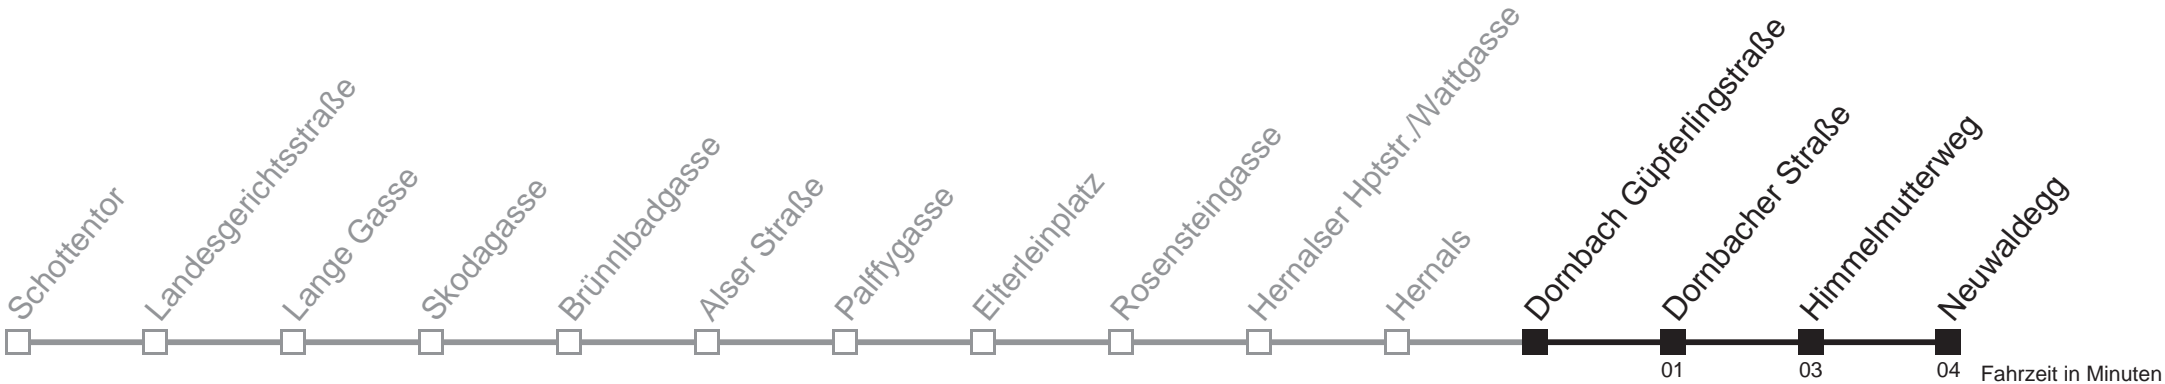 Schottentor
Landesgerichtsstraße
Lange Gasse
Skodagasse
Brünnlbadgasse
Alser Straße
Palffygasse
Elterleinplatz
Rosensteingasse
Hernalser Hptstr./Wattgasse
Hernals
Dornbach Güpferlingstraße
Dornbacher Straße
Himmelmutterweg
Neuwaldegg
01 03 04 Fahrzeit in Minuten